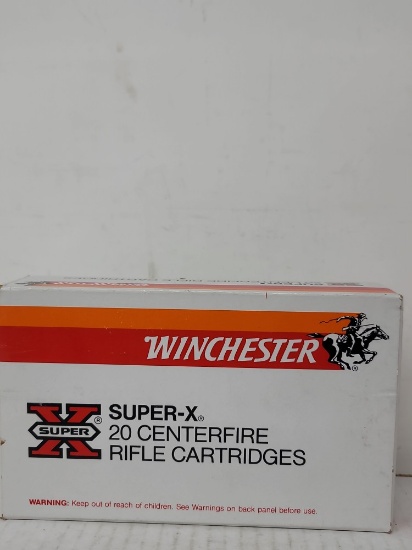 WINCHESTER
X SUPER ®
SUPER-X®
20 CENTERFIRE
RIFLE CARTRIDGES
WARNING: Keep out of reach of children. See Warnings on back panel before use.